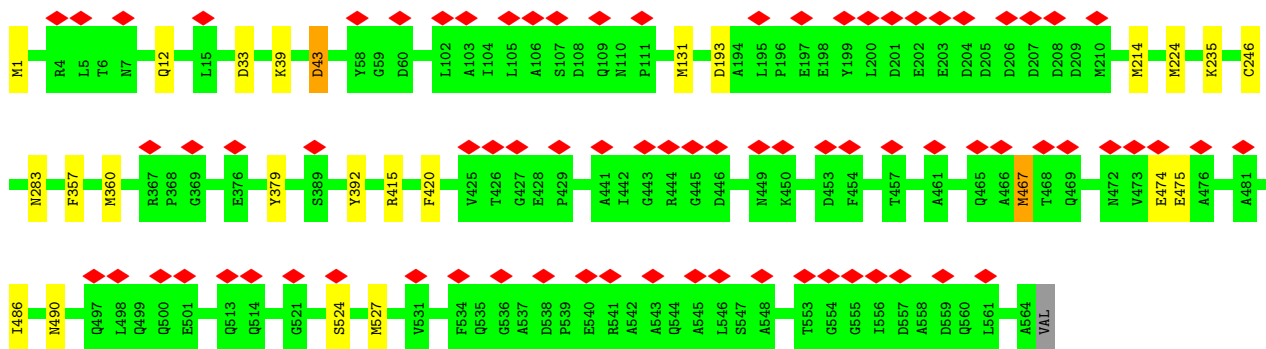 M1 R4 L5 T6 N7 Q12 L15 D33 K39 D43 Y58 G59 D60 L102 A103 I104 L105 A106 S107 D108 Q109 N110 P111 M131 D193 A194 L195 P196 E197 E198 Y199 L200 D201 E202 E203 D204 D205 D206 D207 D208 D209 M210 M214 M224 K235 C246
N283 F357 M360 R367 P368 G369 E376 Y379 S389 Y392 R415 F420 V425 T426 G427 E428 P429 A441 I442 G443 R444 G445 D446 N449 K450 D453 F454 T457 A461 Q465 A466 M467 T468 Q469 N472 V473 E474 E475 A476 A481
I486 N490 Q497 L498 Q499 Q500 E501 Q513 Q514 G521 S524 M527 V531 F534 Q535 G536 A537 D538 P539 E540 R541 A542 A543 Q544 A545 L546 S547 A548 T553 G554 G555 I556 D557 A558 D559 Q560 L561 A564 VAL